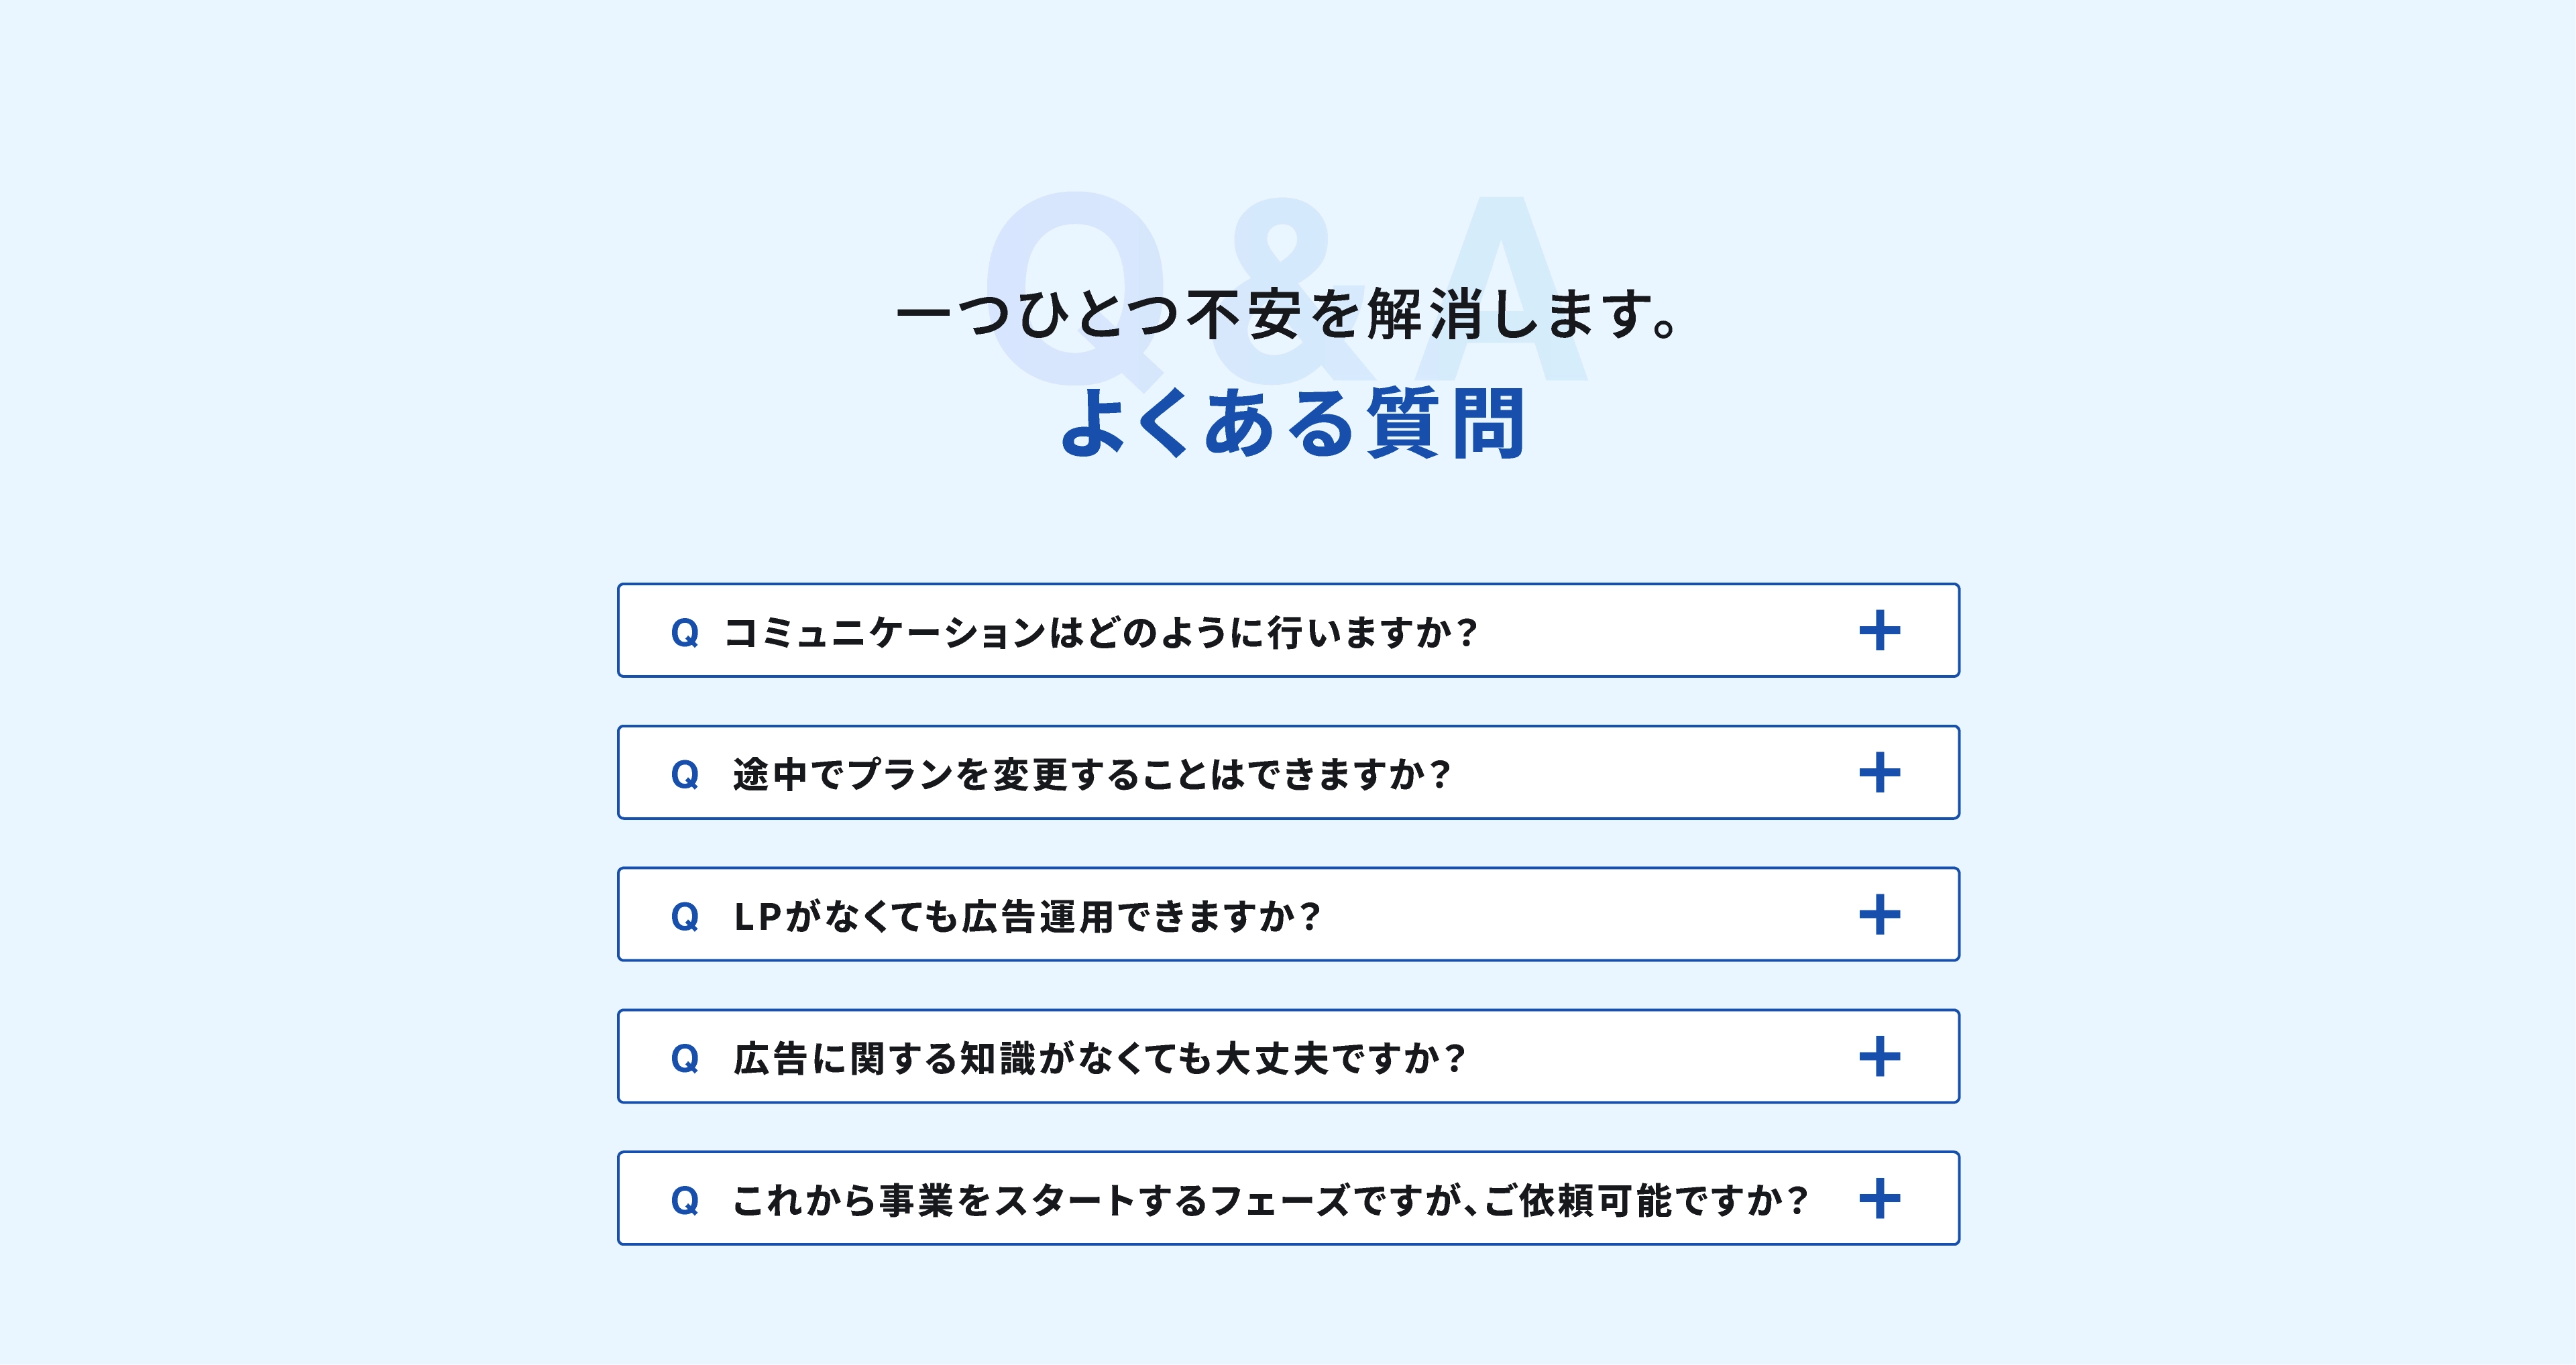 Q&A
一つひとつ不安を解消します。
よくある質問
Q コミュニケーションはどのように行いますか？
Q 途中でプランを変更することはできますか？
Q LPがなくても広告運用できますか？
Q 広告に関する知識がなくても大丈夫ですか？
Q これから事業をスタートするフェーズですが、ご依頼可能ですか？